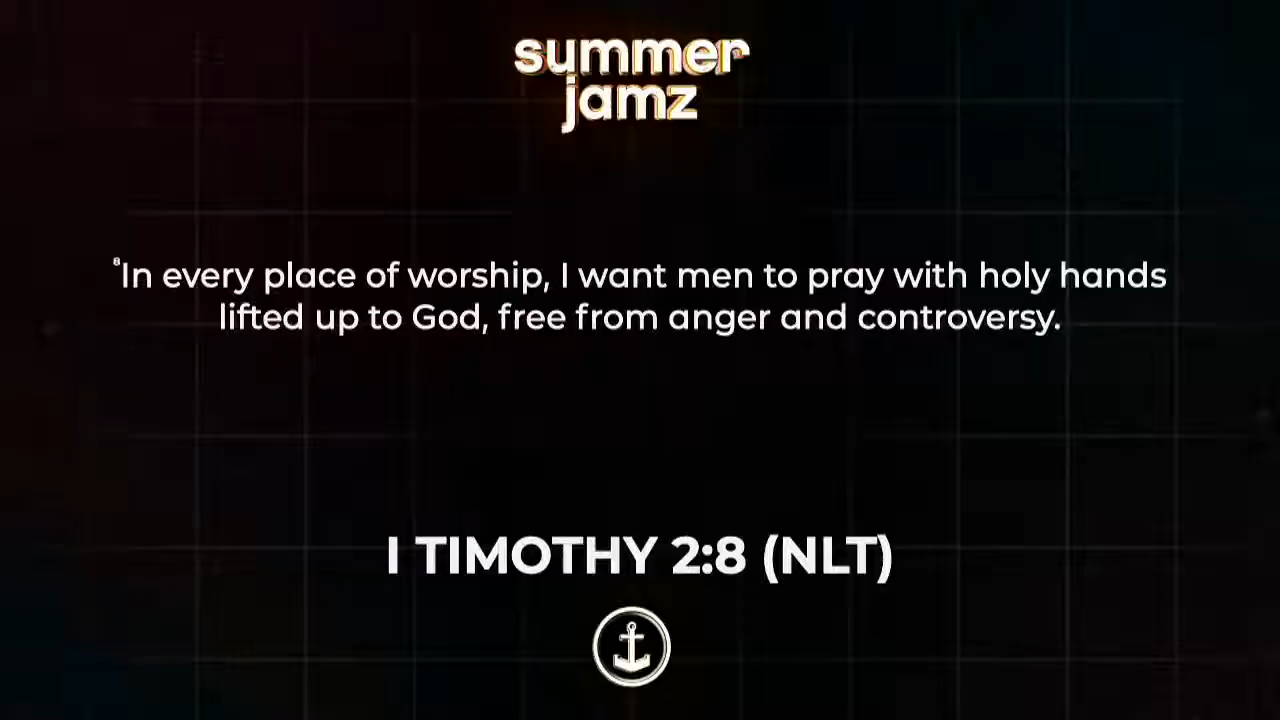 summer
jamz
⁸In every place of worship, I want men to pray with holy hands
lifted up to God, free from anger and controversy.
I TIMOTHY 2:8 (NLT)